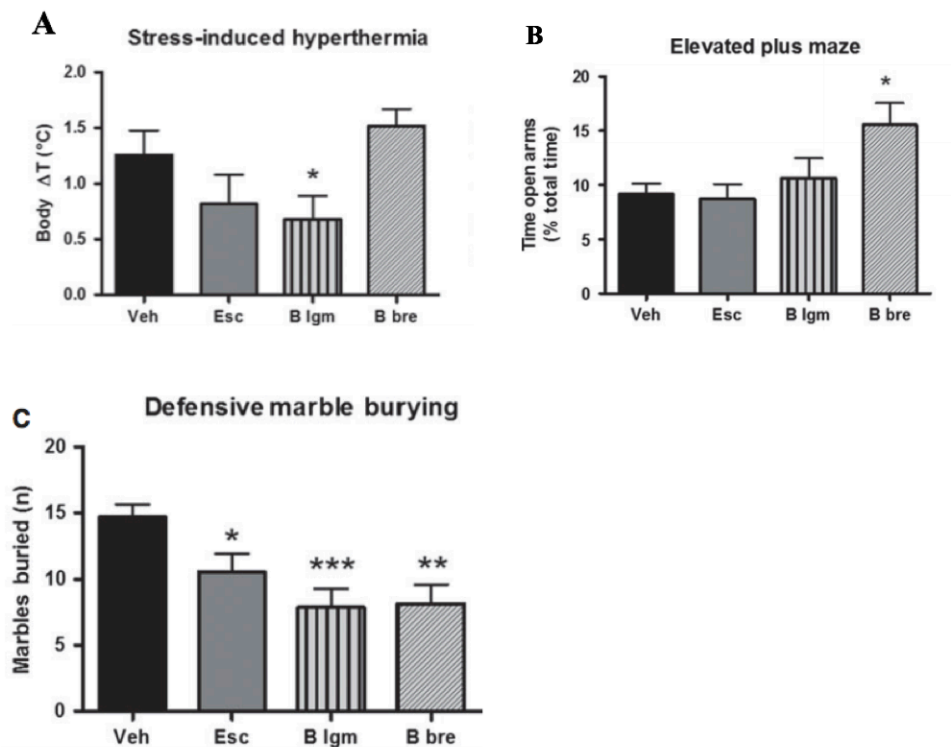 A
Stress-induced hyperthermia
Body ΔT (°C)
2.0
1.5
1.0
0.5
0.0
*
Veh Esc B lgm B bre
B
Elevated plus maze
Time open arms
(% total time)
20
15
10
5
0
*
Veh Esc B lgm B bre
C
Defensive marble burying
Marbles buried (n)
20
15
10
5
0
* *** **
Veh Esc B lgm B bre